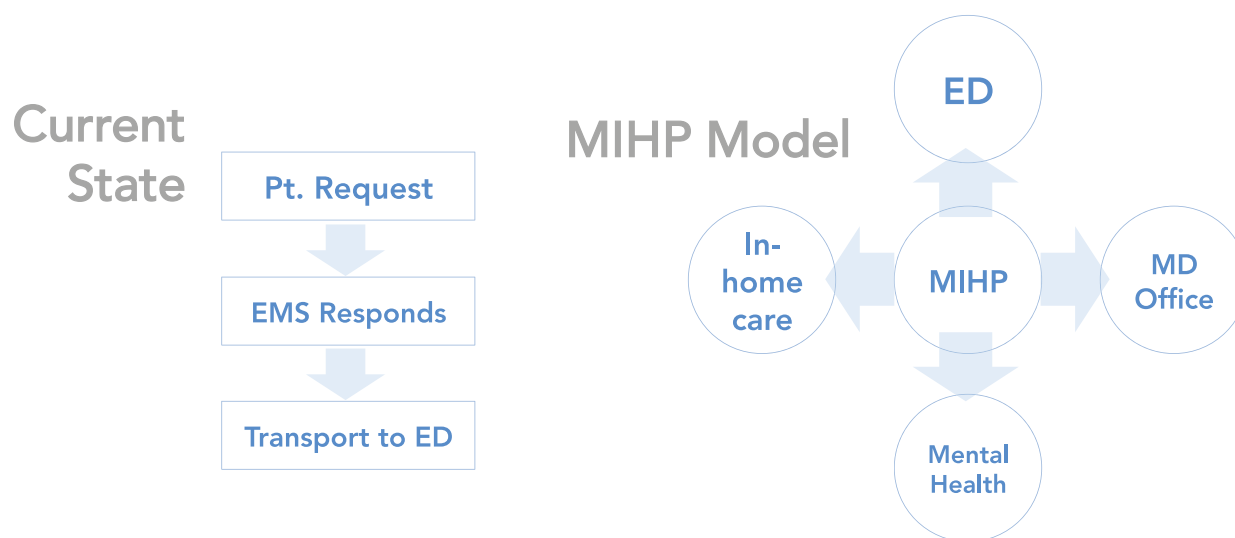 Current
State
Pt. Request
EMS Responds
Transport to ED
MIHP Model
ED
In-
home
care
MIHP
MD
Office
Mental
Health